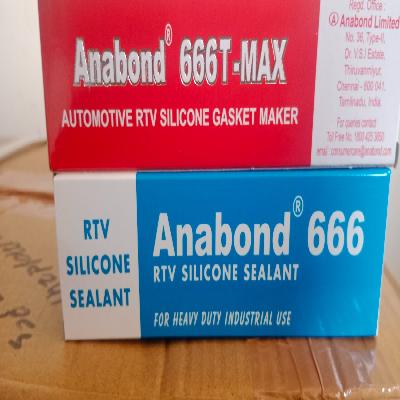 Regd. Office :
Ⓐ Anabond Limited
No. 36, Type-II,
Dr. V.S.I Estate,
Thiruvanmiyur,
Chennai - 600 041.
Tamilnadu, India.
For queries contact
Toll Free No. 1800 425 3650
email : consumercare@anabond.com
Anabond® 666T-MAX
AUTOMOTIVE RTV SILICONE GASKET MAKER
RTV
SILICONE
SEALANT
Anabond® 666
RTV SILICONE SEALANT
FOR HEAVY DUTY INDUSTRIAL USE
pcs